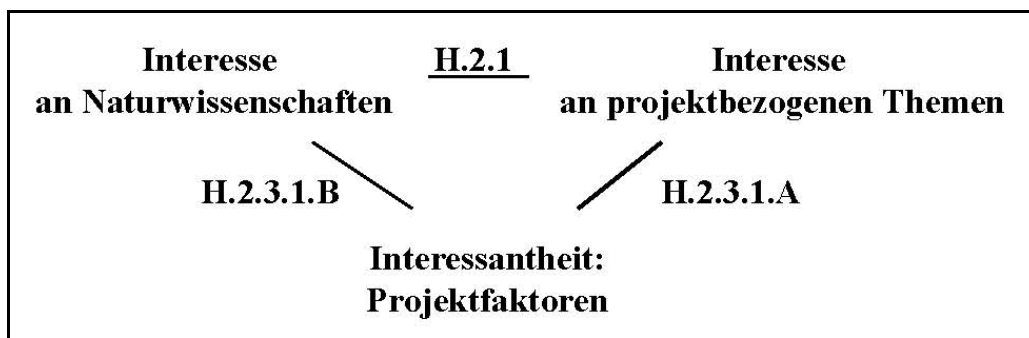 Interesse
an Naturwissenschaften
H.2.1
Interesse
an projektbezogenen Themen
H.2.3.1.B
H.2.3.1.A
Interessantheit:
Projektfaktoren